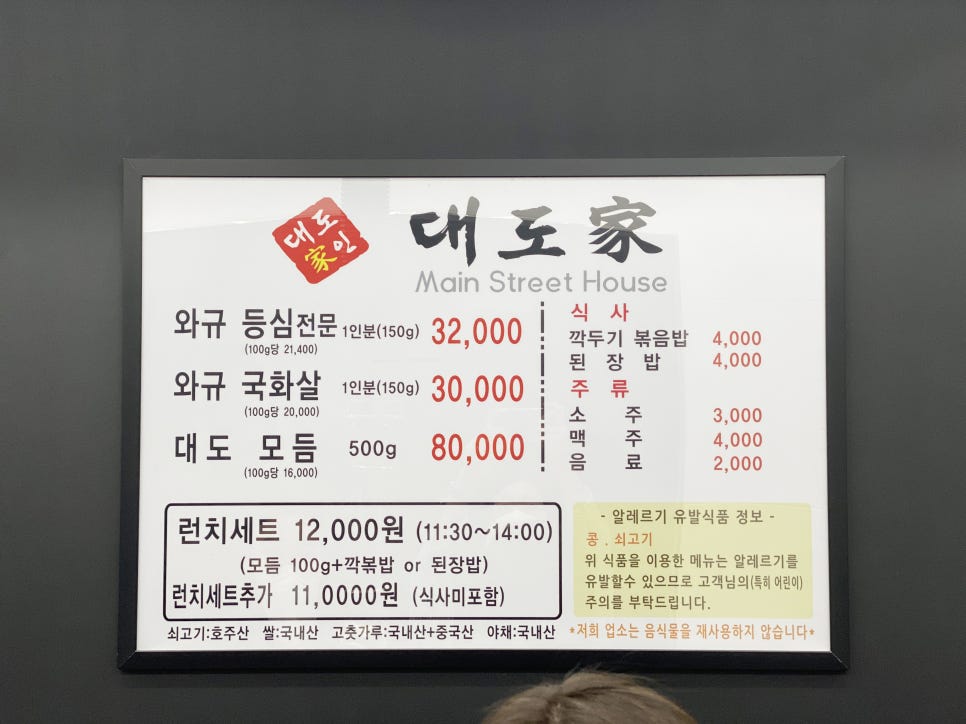 대도
家인
대도家
Main Street House
와규 등심전문 1인분(150g) 32,000
(100g당 21,400)
와규 국화살 1인분(150g) 30,000
(100g당 20,000)
대도 모듬 500g 80,000
(100g당 16,000)
식 사
깍두기 볶음밥 4,000
된 장 밥 4,000
주 류
소 주 3,000
맥 주 4,000
음 료 2,000
런치세트 12,000원 (11:30~14:00)
(모듬 100g+깍볶밥 or 된장밥)
런치세트추가 11,0000원 (식사미포함)
- 알레르기 유발식품 정보 -
콩 . 쇠고기
위 식품을 이용한 메뉴는 알레르기를
유발할수 있으므로 고객님의(특히 어린이)
주의를 부탁드립니다.
쇠고기:호주산 쌀:국내산 고춧가루:국내산+중국산 야채:국내산
*저희 업소는 음식물을 재사용하지 않습니다*